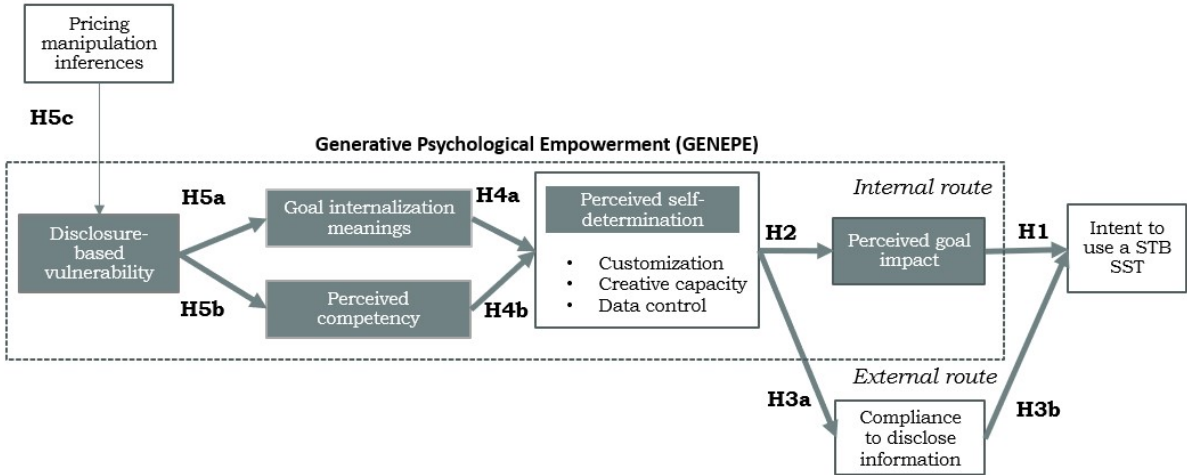 Pricing
manipulation
inferences
H5c
Generative Psychological Empowerment (GENEPE)
H5a
H4a
Internal route
Disclosure-
based
vulnerability
Goal internalization
meanings
Perceived self-
determination
• Customization
• Creative capacity
• Data control
H2
Perceived goal
impact
H1
Intent to
use a STB
SST
H5b
Perceived
competency
H4b
External route
H3a
Compliance
to disclose
information
H3b